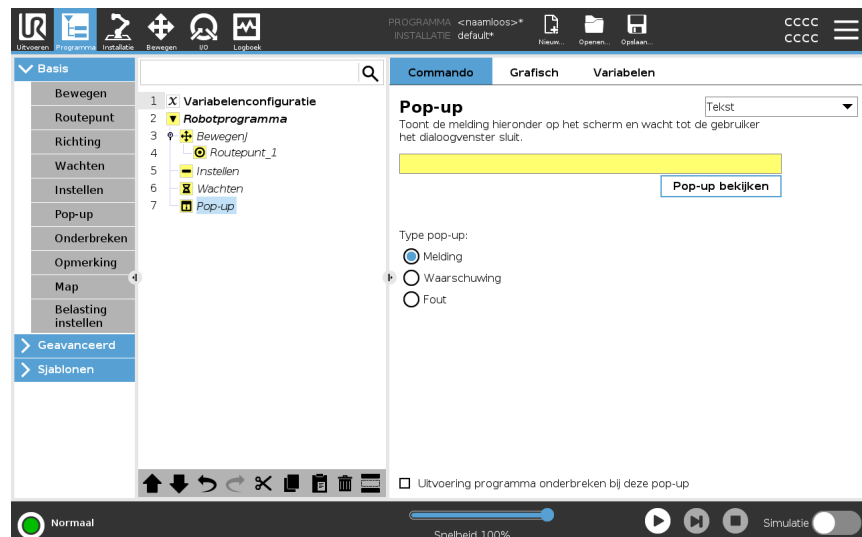 PROGRAMMA <naamloos>*
INSTALLATIE default*
cccc
cccc
Uitvoeren Programma Installatie Bewegen I/O Logboek
Nieuw... Openen... Opslaan...
Basis
Bewegen
Routepunt
Richting
Wachten
Instellen
Pop-up
Onderbreken
Opmerking
Map
Belasting
instellen
Geavanceerd
Sjablonen
1 X Variabelenconfiguratie
2 Robotprogramma
3 BewegenJ
4 Routepunt_1
5 Instellen
6 Wachten
7 Pop-up
Commando Grafisch Variabelen
Pop-up
Tekst
Toont de melding hieronder op het scherm en wacht tot de gebruiker
het dialoogvenster sluit.
Pop-up bekijken
Type pop-up:
Melding
Waarschuwing
Fout
Uitvoering programma onderbreken bij deze pop-up
Normaal
Snelheid 100%
Simulatie